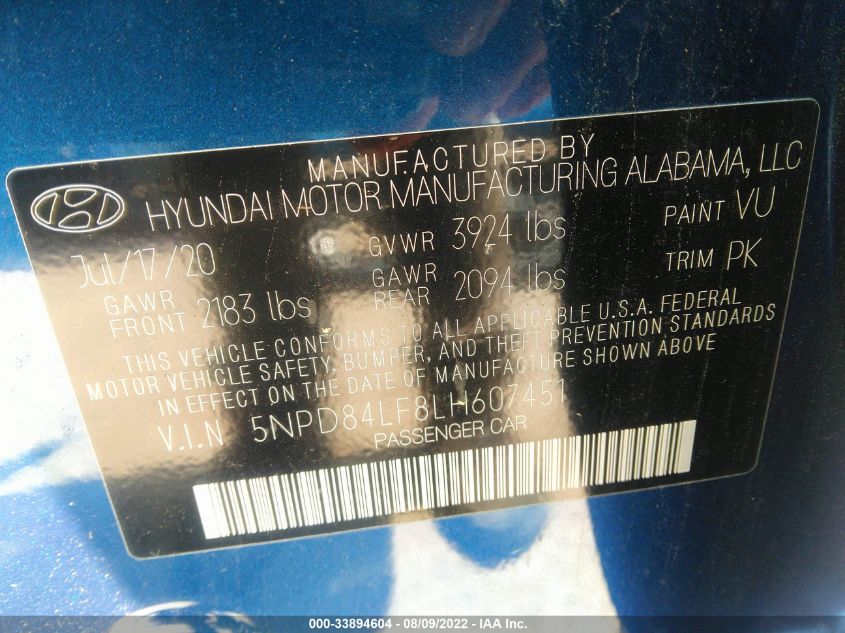 MANUFACTURED BY
HYUNDAI MOTOR MANUFACTURING ALABAMA, LLC
Jul/17/20 GVWR 3924 lbs PAINT VU
GAWR FRONT 2183 lbs GAWR REAR 2094 lbs TRIM PK
THIS VEHICLE CONFORMS TO ALL APPLICABLE U.S.A. FEDERAL
MOTOR VEHICLE SAFETY, BUMPER, AND THEFT PREVENTION STANDARDS
IN EFFECT ON THE DATE OF MANUFACTURE SHOWN ABOVE
V.I.N 5NPD84LF8LH607451
PASSENGER CAR
000-33894604 - 08/09/2022 - IAA Inc.